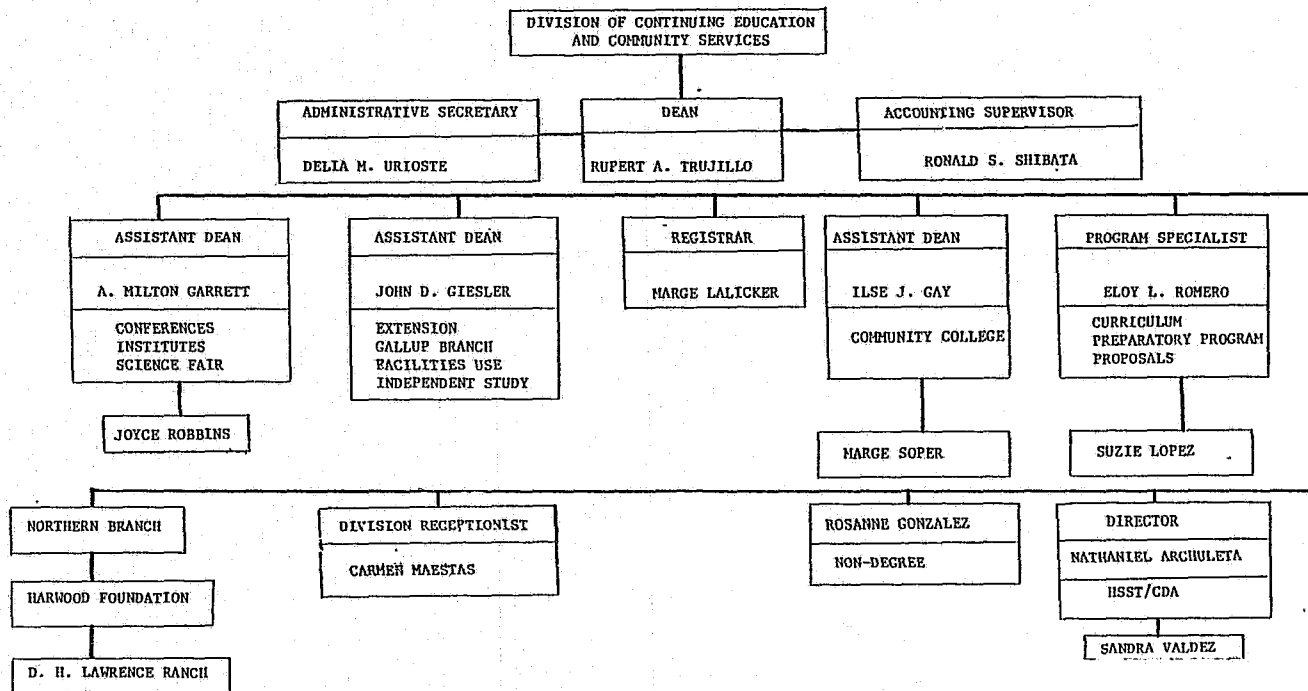 DIVISION OF CONTINUING EDUCATION
AND COMMUNITY SERVICES
ADMINISTRATIVE SECRETARY
DELIA M. URIOSTE
DEAN
RUPERT A. TRUJILLO
ACCOUNTING SUPERVISOR
RONALD S. SHIBATA
ASSISTANT DEAN
A. MILTON GARRETT
CONFERENCES
INSTITUTES
SCIENCE FAIR
JOYCE ROBBINS
ASSISTANT DEAN
JOHN D. GIESLER
EXTENSION
GALLUP BRANCH
FACILITIES USE
INDEPENDENT STUDY
REGISTRAR
MARGE LALICKER
ASSISTANT DEAN
ILSE J. GAY
COMMUNITY COLLEGE
MARGE SOPER
PROGRAM SPECIALIST
ELOY L. ROMERO
CURRICULUM
PREPARATORY PROGRAM
PROPOSALS
SUZIE LOPEZ
NORTHERN BRANCH
HARWOOD FOUNDATION
D. H. LAWRENCE RANCH
DIVISION RECEPTIONIST
CARMEN MAESTAS
ROSANNE GONZALEZ
NON-DEGREE
DIRECTOR
NATHANIEL ARCHULETA
HSST/CDA
SANDRA VALDEZ